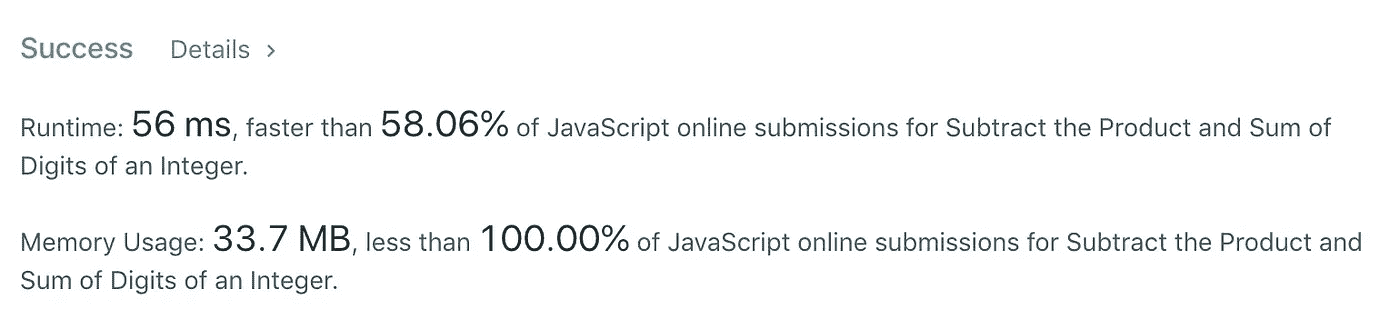 Success Details >
Runtime: 56 ms, faster than 58.06% of JavaScript online submissions for Subtract the Product and Sum of
Digits of an Integer.
Memory Usage: 33.7 MB, less than 100.00% of JavaScript online submissions for Subtract the Product and
Sum of Digits of an Integer.